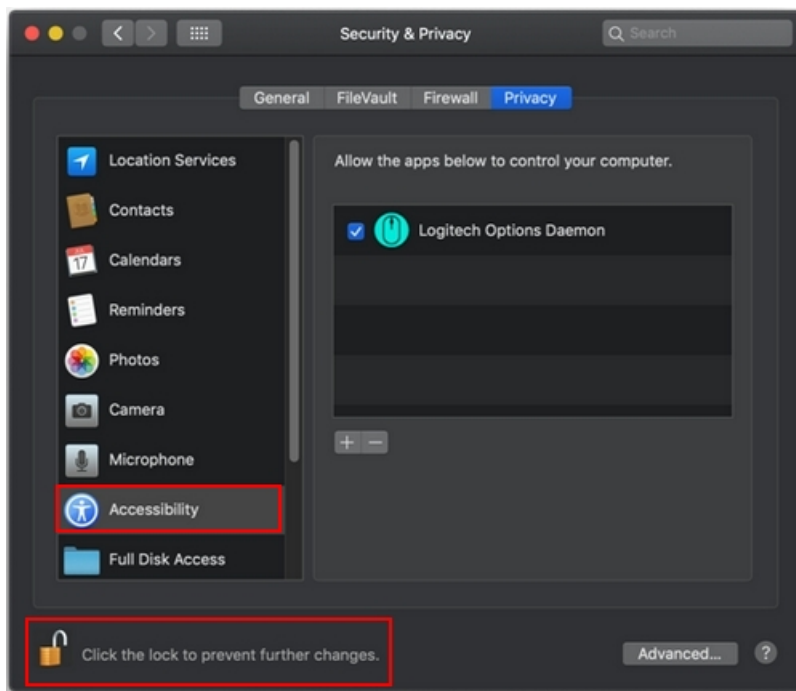 Security & Privacy
Search
General FileVault Firewall Privacy
Location Services
Contacts
17
Calendars
Reminders
Photos
Camera
Microphone
Accessibility
Full Disk Access
Allow the apps below to control your computer.
Logitech Options Daemon
+ −
Click the lock to prevent further changes.
Advanced...
?